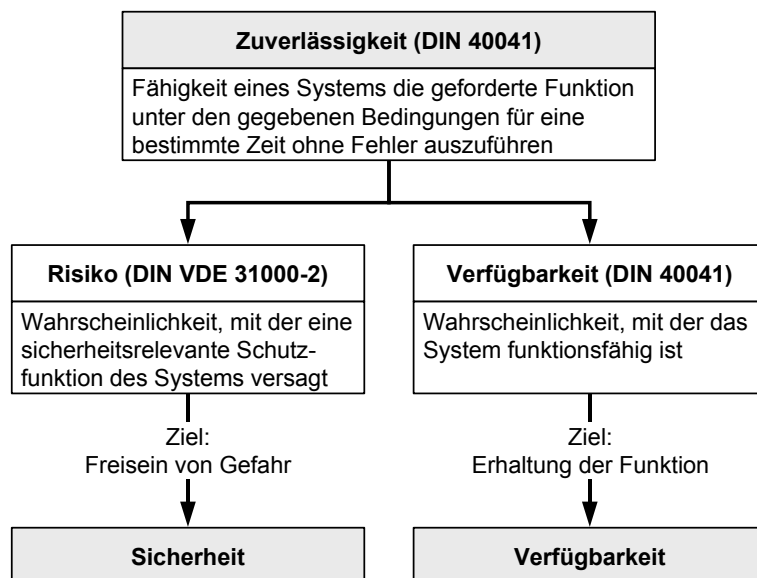 Zuverlässigkeit (DIN 40041)
Fähigkeit eines Systems die geforderte Funktion
unter den gegebenen Bedingungen für eine
bestimmte Zeit ohne Fehler auszuführen
Risiko (DIN VDE 31000-2)
Wahrscheinlichkeit, mit der eine
sicherheitsrelevante Schutz-
funktion des Systems versagt
Verfügbarkeit (DIN 40041)
Wahrscheinlichkeit, mit der das
System funktionsfähig ist
Ziel:
Freisein von Gefahr
Ziel:
Erhaltung der Funktion
Sicherheit
Verfügbarkeit